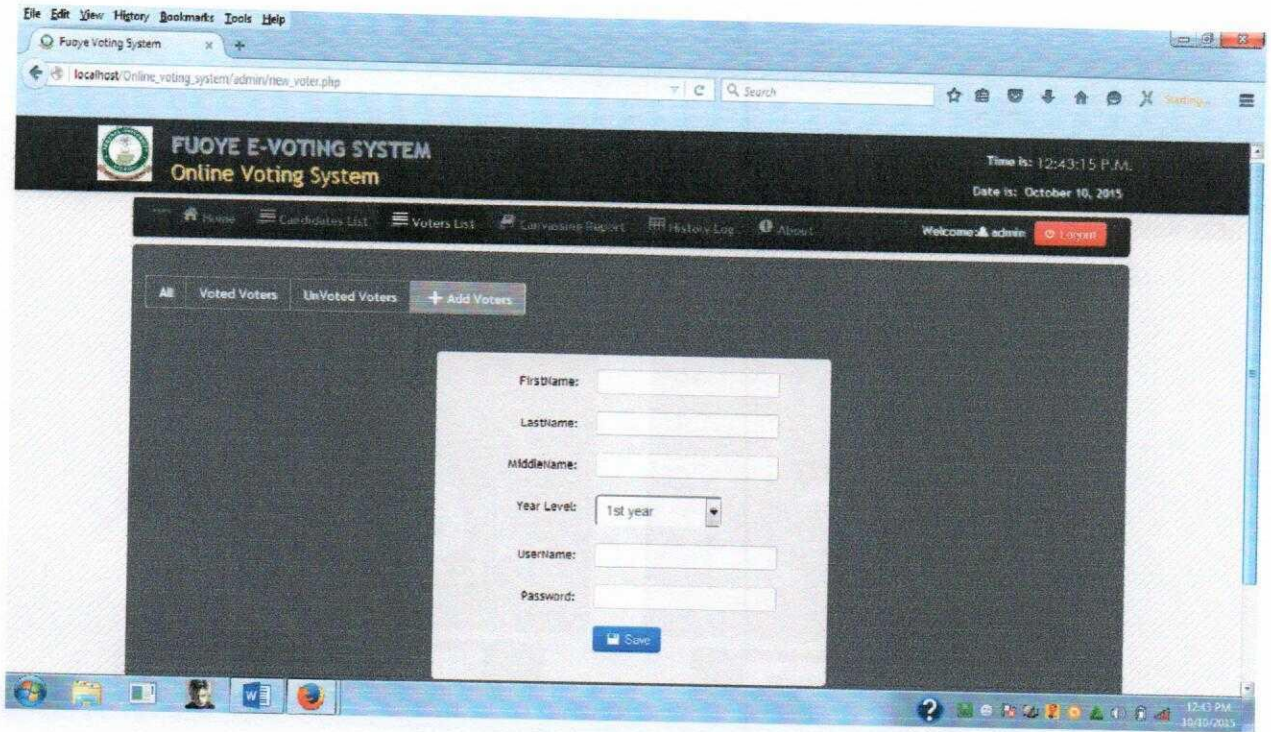 File Edit View History Bookmarks Tools Help
Fuoye Voting System
localhost/Online_voting_system/admin/new_voter.php
Search
FUOYE E-VOTING SYSTEM
Online Voting System
Time is: 12:43:15 P.M.
Date is: October 10, 2015
Home Candidates List Voters List Canvassing Report History Log About Welcome: admin Logout
All Voted Voters UnVoted Voters Add Voters
FirstName:
LastName:
MiddleName:
Year Level: 1st year
UserName:
Password:
Save
12:43 PM
10/10/2015